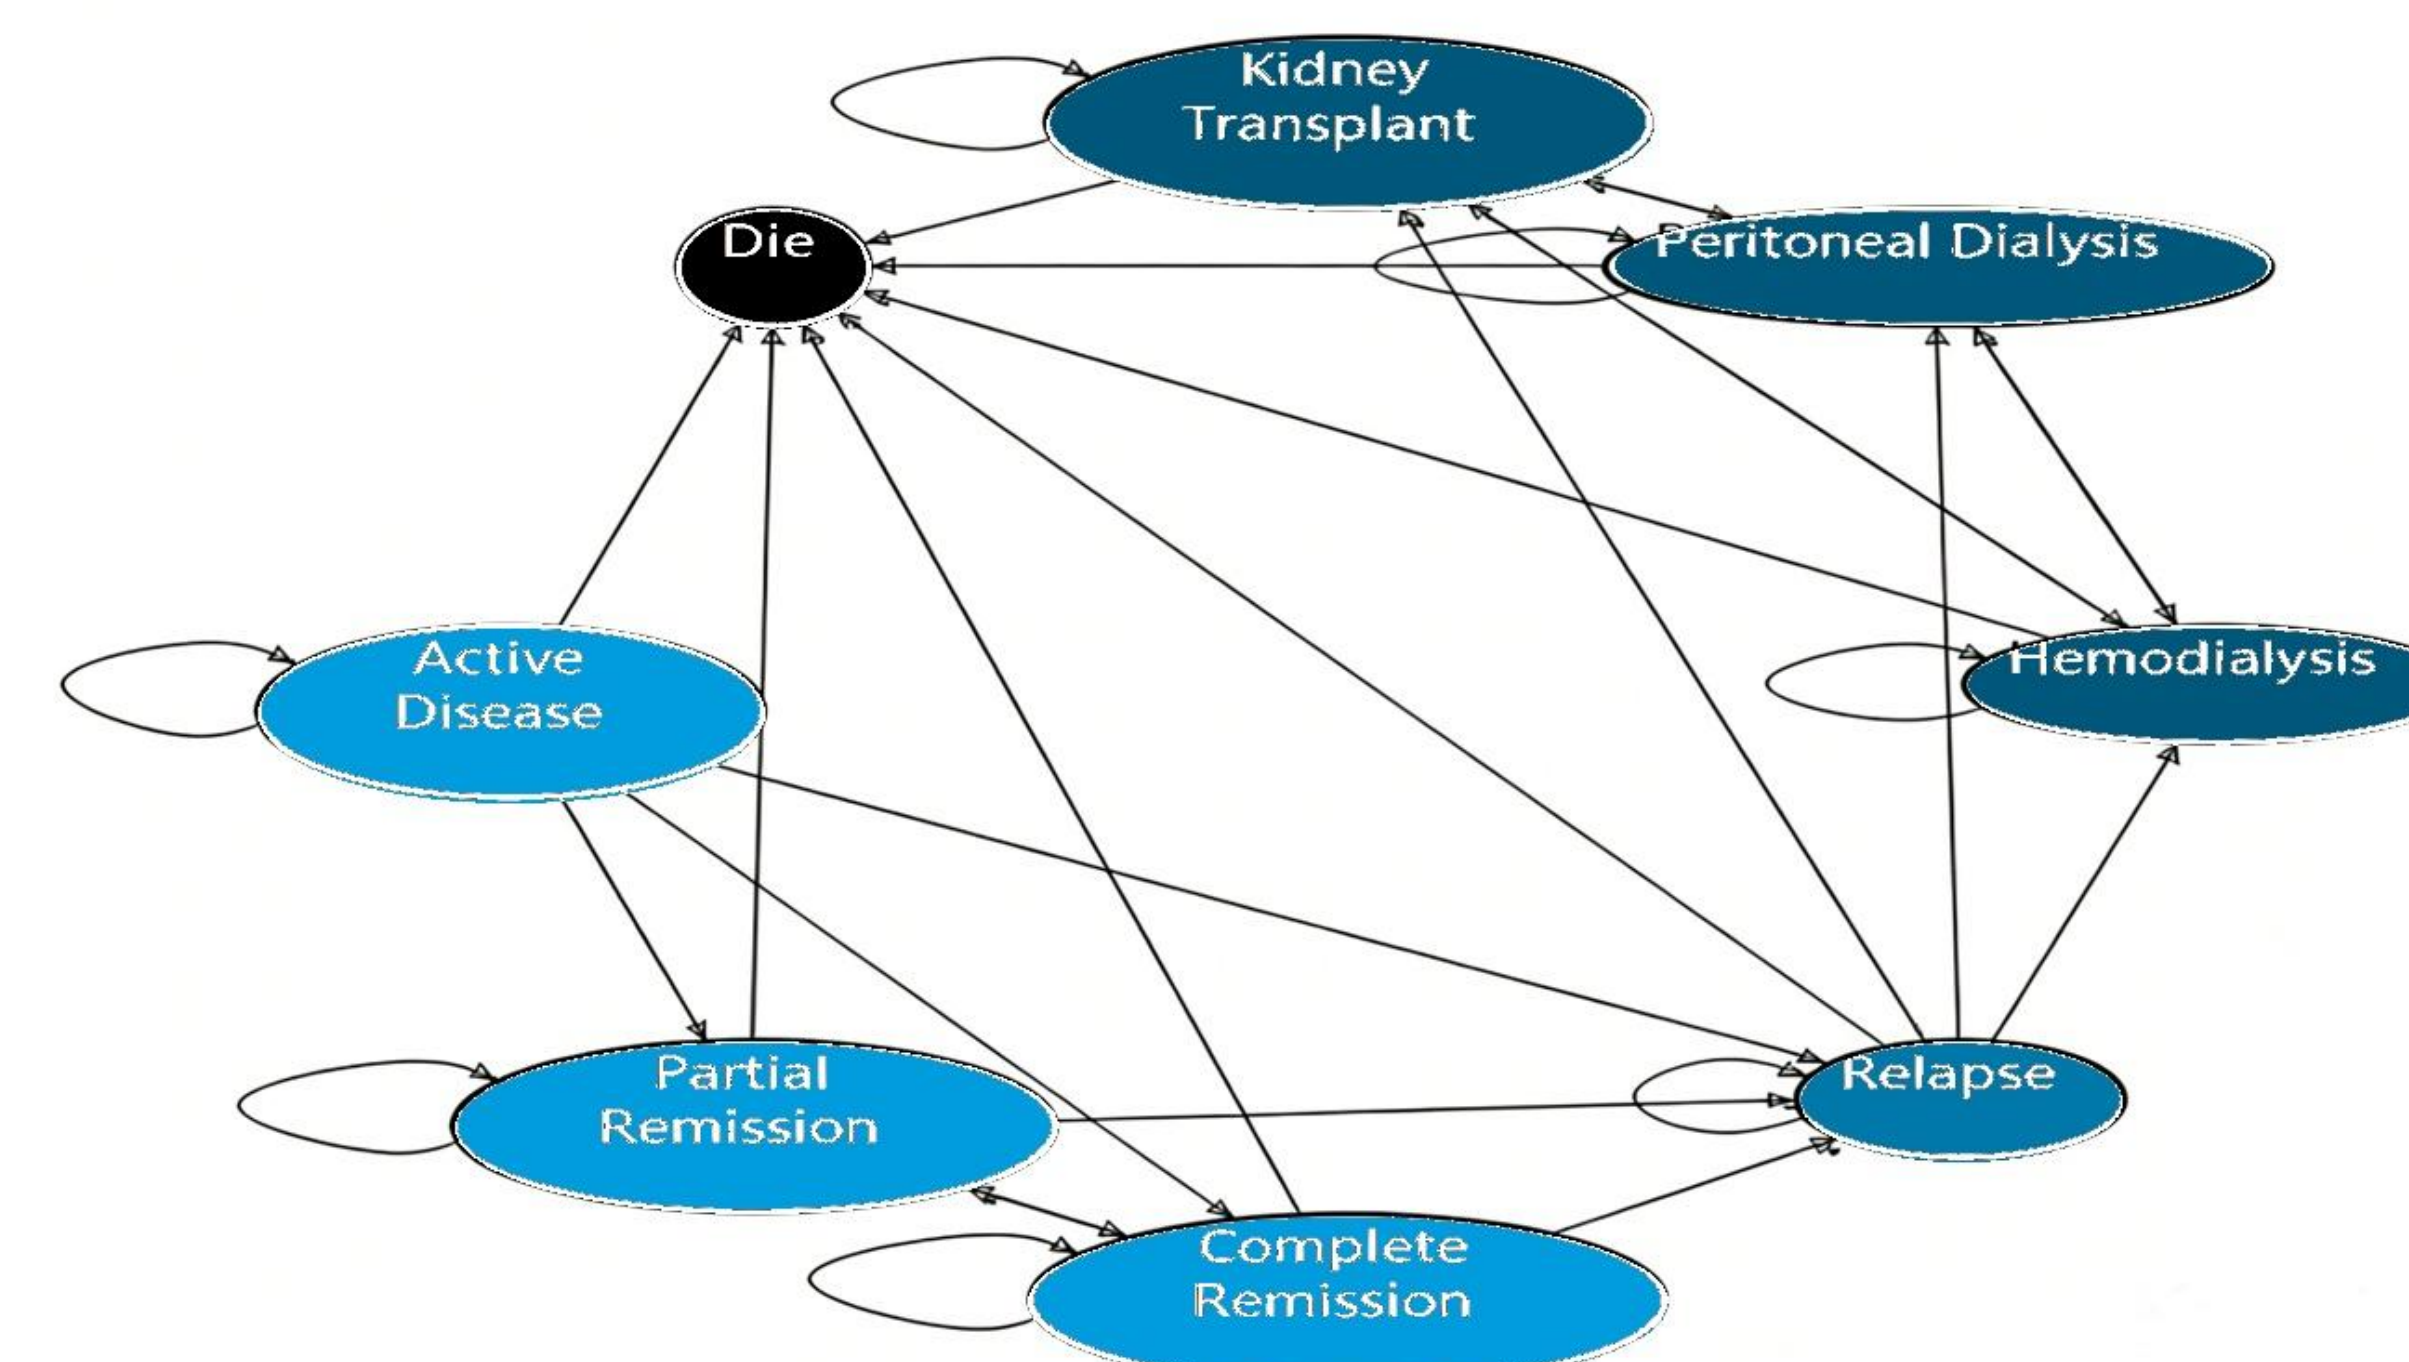 Kidney
Transplant
Die
Peritoneal Dialysis
Active
Disease
Hemodialysis
Partial
Remission
Relapse
Complete
Remission